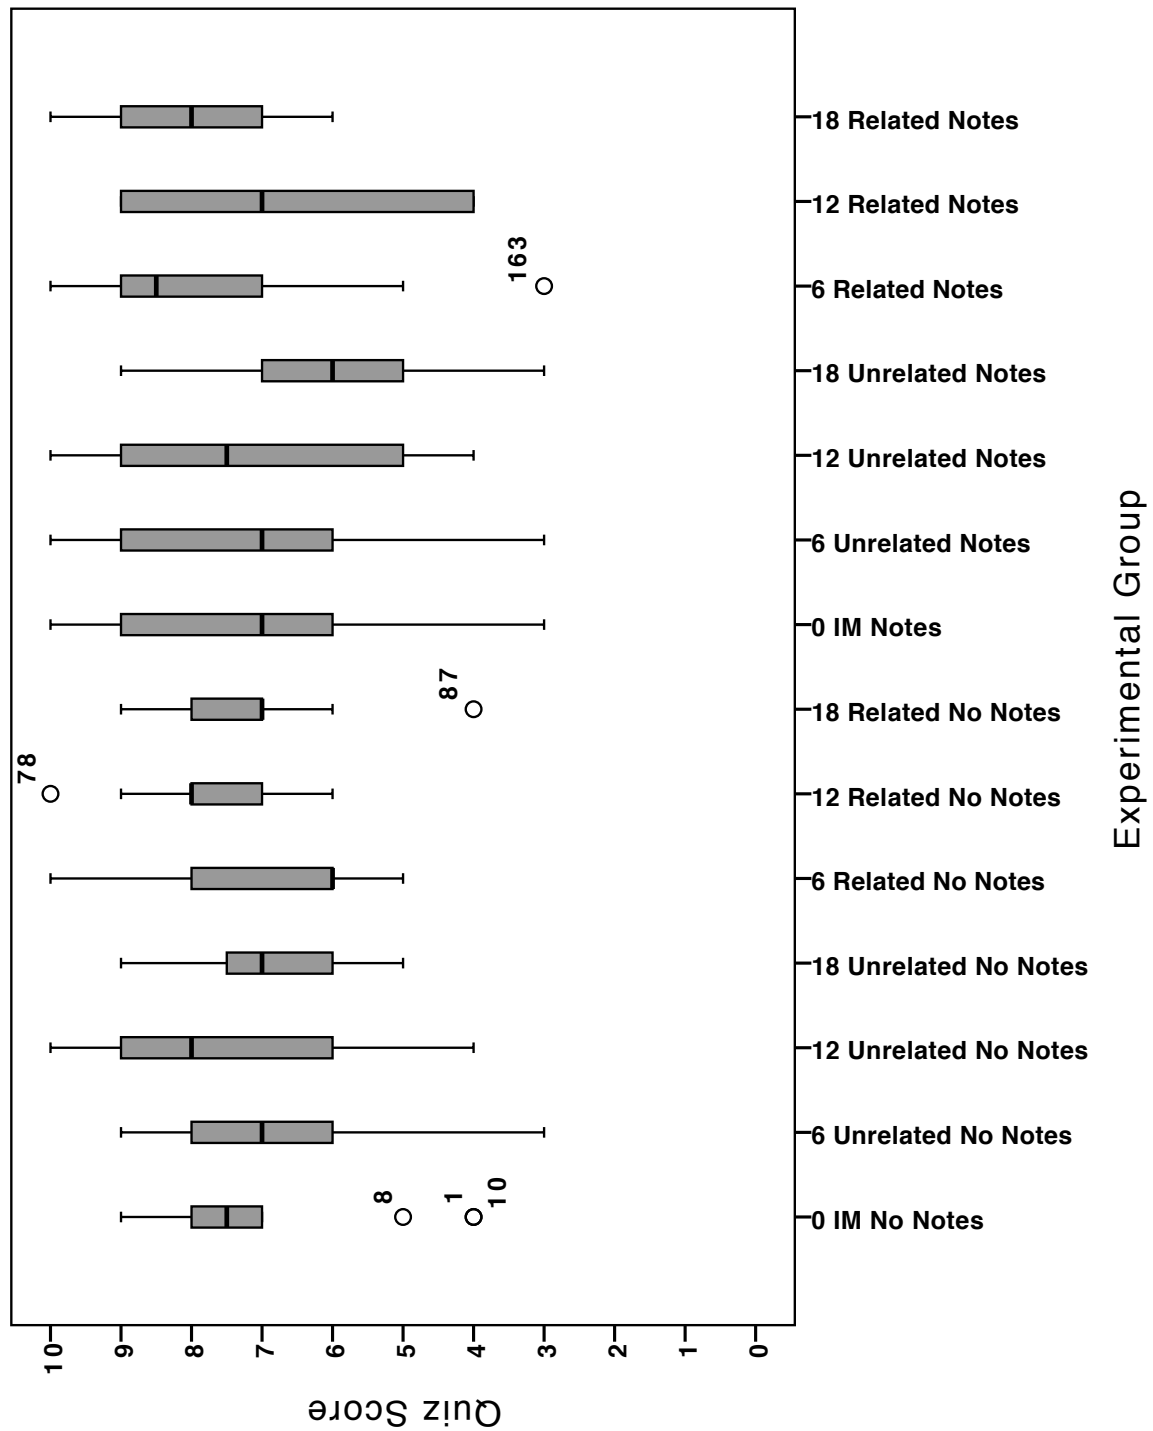 18 Related Notes
12 Related Notes
163
6 Related Notes
18 Unrelated Notes
12 Unrelated Notes
6 Unrelated Notes
0 IM Notes
87
18 Related No Notes
78
12 Related No Notes
6 Related No Notes
18 Unrelated No Notes
12 Unrelated No Notes
6 Unrelated No Notes
8
1
10
0 IM No Notes
Experimental Group
10
9
8
7
6
5
4
3
2
1
0
Quiz Score